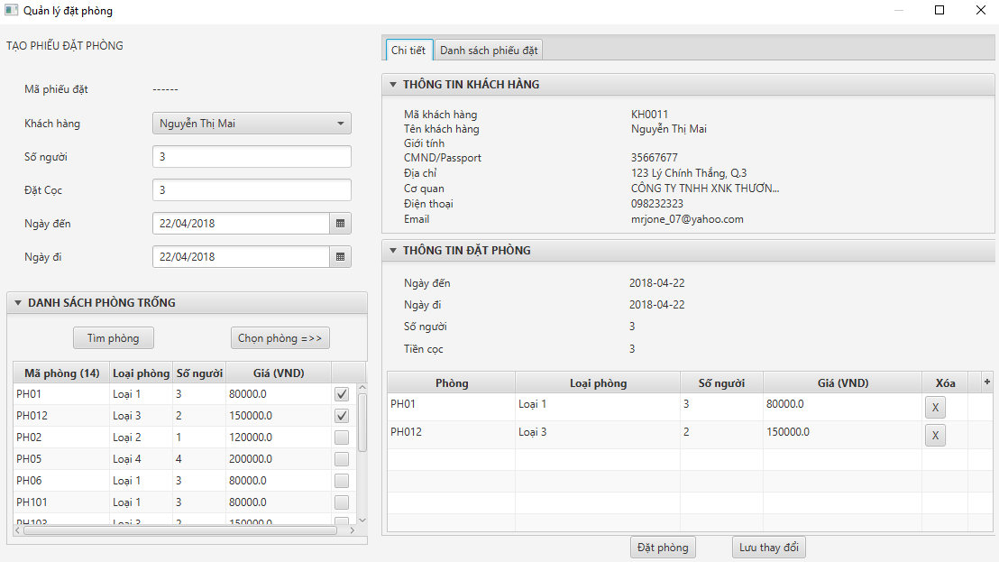 Quản lý đặt phòng
TẠO PHIẾU ĐẶT PHÒNG
Mã phiếu đặt ------
Khách hàng Nguyễn Thị Mai
Số người 3
Đặt Cọc 3
Ngày đến 22/04/2018
Ngày đi 22/04/2018
DANH SÁCH PHÒNG TRỐNG
Tìm phòng Chọn phòng =>>
Mã phòng (14) Loại phòng Số người Giá (VND)
PH01 Loại 1 3 80000.0
PH012 Loại 3 2 150000.0
PH02 Loại 2 1 120000.0
PH05 Loại 4 4 200000.0
PH06 Loại 1 3 80000.0
PH101 Loại 1 3 80000.0
PH103 Loại 3 2 150000.0
Chi tiết Danh sách phiếu đặt
THÔNG TIN KHÁCH HÀNG
Mã khách hàng KH0011
Tên khách hàng Nguyễn Thị Mai
Giới tính
CMND/Passport 35667677
Địa chỉ 123 Lý Chính Thắng, Q.3
Cơ quan CÔNG TY TNHH XNK THƯƠN...
Điện thoại 098232323
Email mrjone_07@yahoo.com
THÔNG TIN ĐẶT PHÒNG
Ngày đến 2018-04-22
Ngày đi 2018-04-22
Số người 3
Tiền cọc 3
Phòng Loại phòng Số người Giá (VND) Xóa +
PH01 Loại 1 3 80000.0 X
PH012 Loại 3 2 150000.0 X
Đặt phòng Lưu thay đổi